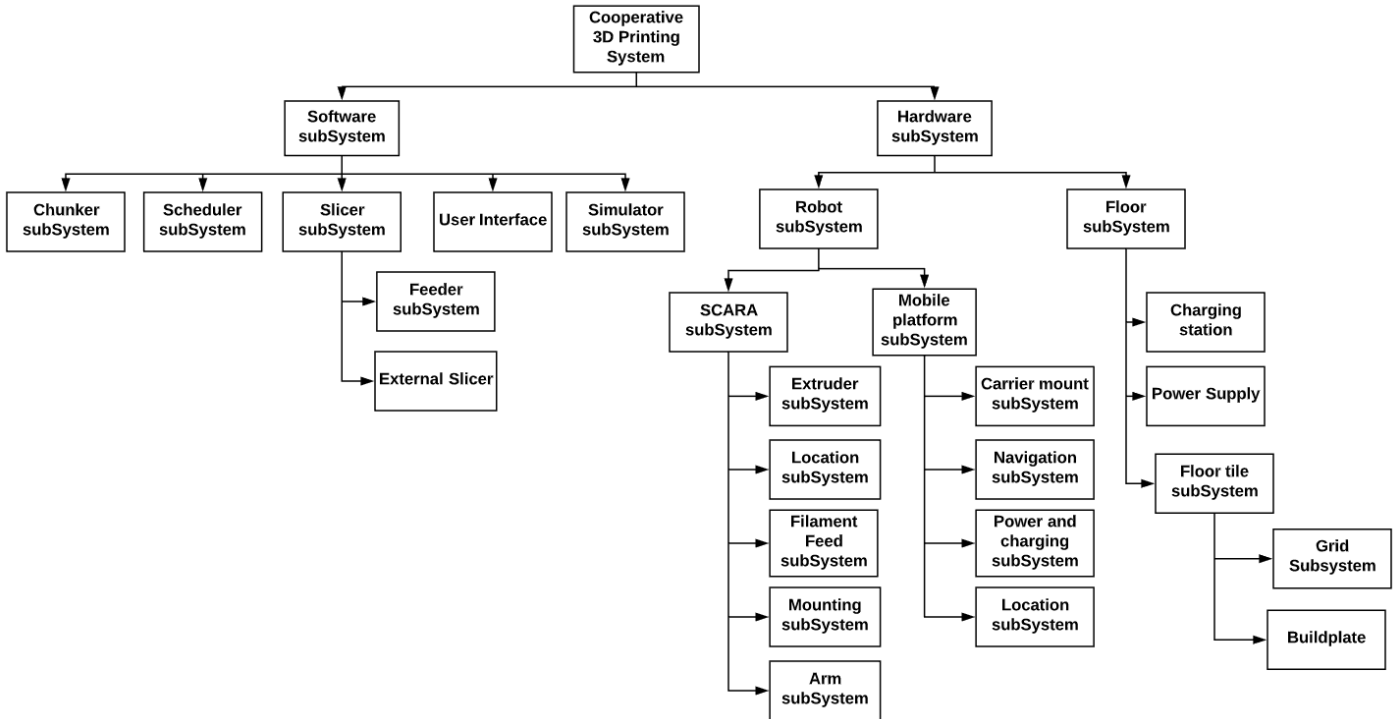 Cooperative
3D Printing
System
Software
subSystem
Hardware
subSystem
Chunker
subSystem
Scheduler
subSystem
Slicer
subSystem
User Interface
Simulator
subSystem
Robot
subSystem
Floor
subSystem
Feeder
subSystem
External Slicer
SCARA
subSystem
Mobile
platform
subSystem
Extruder
subSystem
Location
subSystem
Filament
Feed
subSystem
Mounting
subSystem
Arm
subSystem
Carrier mount
subSystem
Navigation
subSystem
Power and
charging
subSystem
Location
subSystem
Charging
station
Power Supply
Floor tile
subSystem
Grid
Subsystem
Buildplate